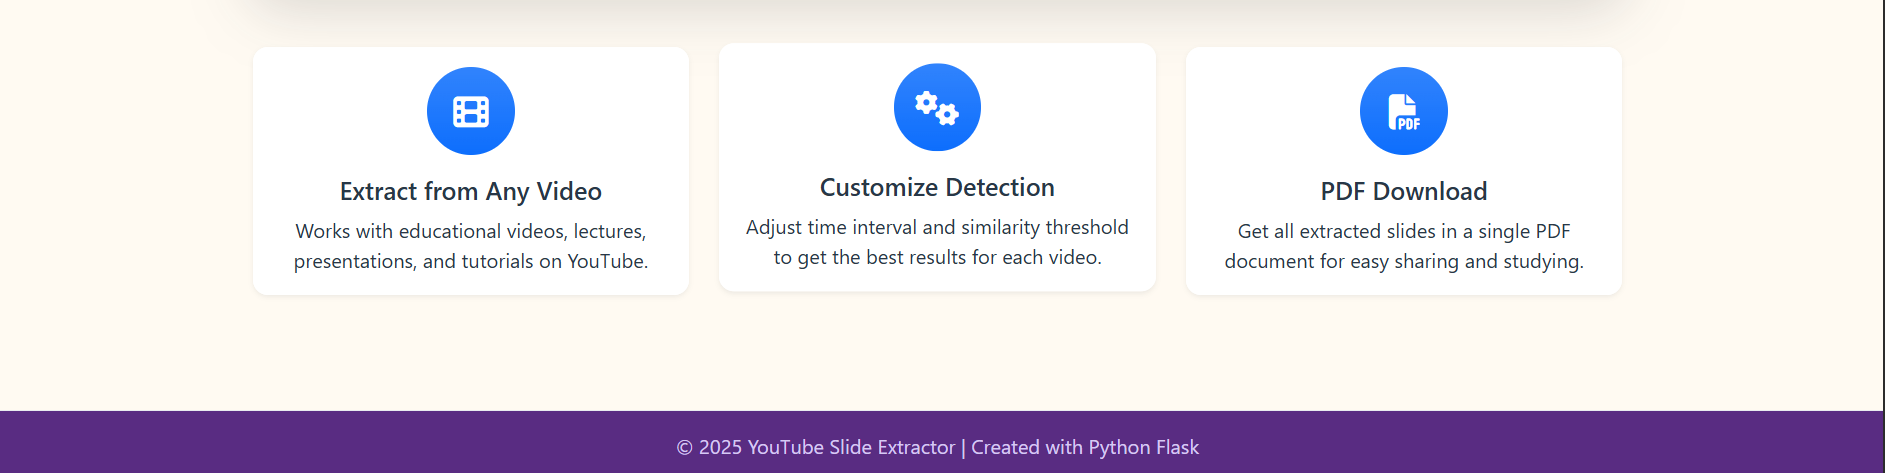 Extract from Any Video
Works with educational videos, lectures,
presentations, and tutorials on YouTube.
Customize Detection
Adjust time interval and similarity threshold
to get the best results for each video.
PDF
PDF Download
Get all extracted slides in a single PDF
document for easy sharing and studying.
© 2025 YouTube Slide Extractor | Created with Python Flask